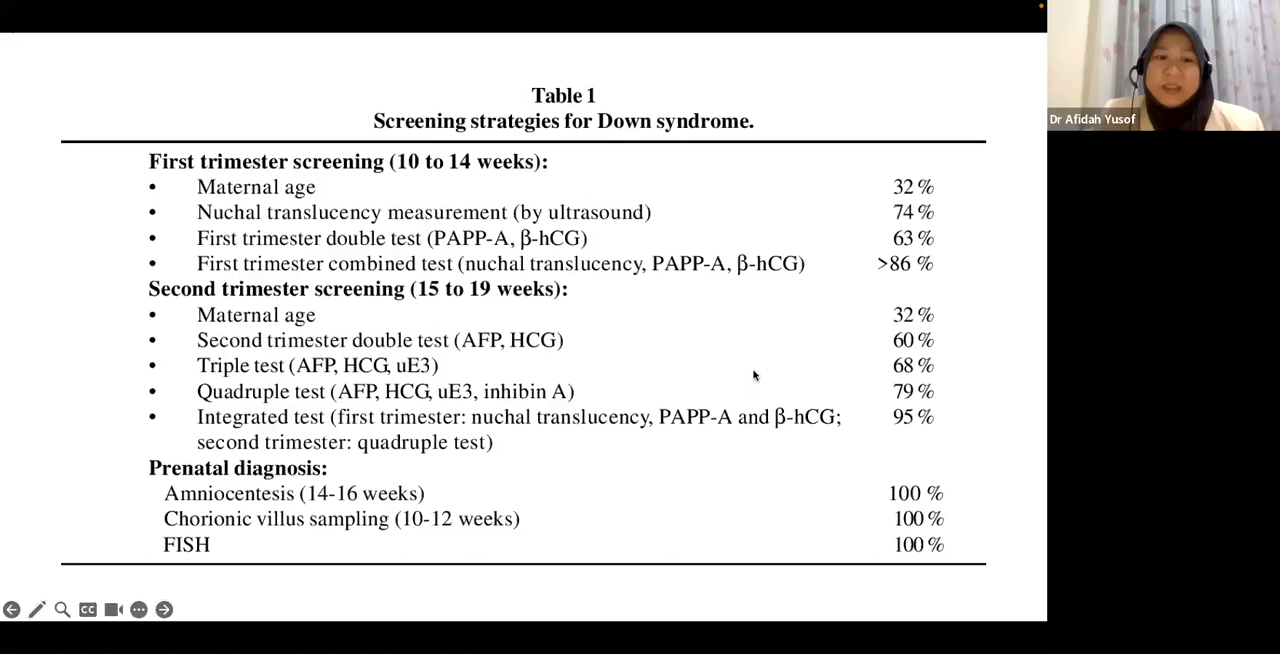 Table 1
Screening strategies for Down syndrome.
First trimester screening (10 to 14 weeks):
• Maternal age 32 %
• Nuchal translucency measurement (by ultrasound) 74 %
• First trimester double test (PAPP-A, β-hCG) 63 %
• First trimester combined test (nuchal translucency, PAPP-A, β-hCG) >86 %
Second trimester screening (15 to 19 weeks):
• Maternal age 32 %
• Second trimester double test (AFP, HCG) 60 %
• Triple test (AFP, HCG, uE3) 68 %
• Quadruple test (AFP, HCG, uE3, inhibin A) 79 %
• Integrated test (first trimester: nuchal translucency, PAPP-A and β-hCG; 95 %
second trimester: quadruple test)
Prenatal diagnosis:
Amniocentesis (14-16 weeks) 100 %
Chorionic villus sampling (10-12 weeks) 100 %
FISH 100 %
CC
Dr Afidah Yusof